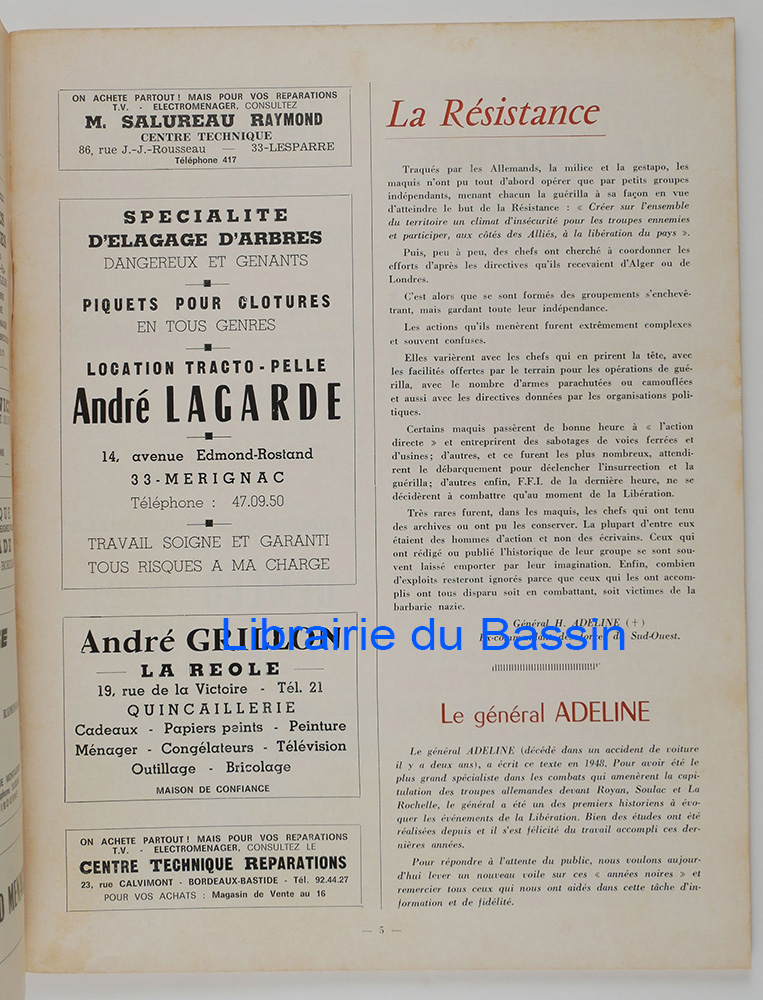 ON ACHETE PARTOUT ! MAIS POUR VOS REPARATIONS
T.V. - ELECTROMENAGER, CONSULTEZ
M. SALUREAU RAYMOND
CENTRE TECHNIQUE
86, rue J.-J.-Rousseau — 33-LESPARRE
Téléphone 417
SPECIALITE
D'ELAGAGE D'ARBRES
DANGEREUX ET GENANTS
PIQUETS POUR CLOTURES
EN TOUS GENRES
LOCATION TRACTO-PELLE
André LAGARDE
14, avenue Edmond-Rostand
33-MERIGNAC
Téléphone : 47.09.50
TRAVAIL SOIGNE ET GARANTI
TOUS RISQUES A MA CHARGE
André GRILLON
LA REOLE
19, rue de la Victoire - Tél. 21
QUINCAILLERIE
Cadeaux - Papiers peints - Peinture
Ménager - Congélateurs - Télévision
Outillage - Bricolage
MAISON DE CONFIANCE
ON ACHETE PARTOUT ! MAIS POUR VOS REPARATIONS
T.V. - ELECTROMENAGER, CONSULTEZ LE
CENTRE TECHNIQUE REPARATIONS
23, rue CALVIMONT - BORDEAUX-BASTIDE - Tél. 92.44.27
POUR VOS ACHATS : Magasin de Vente au 16
La Résistance
Traqués par les Allemands, la milice et la gestapo, les
maquis n'ont pu tout d'abord opérer que par petits groupes
indépendants, menant chacun la guérilla à sa façon en vue
d'atteindre le but de la Résistance : « Créer sur l'ensemble
du territoire un climat d'insécurité pour les troupes ennemies
et participer, aux côtés des Alliés, à la libération du pays ».
Puis, peu à peu, des chefs ont cherché à coordonner les
efforts d'après les directives qu'ils recevaient d'Alger ou de
Londres.
C'est alors que se sont formés des groupements s'enchevê-
trant, mais gardant toute leur indépendance.
Les actions qu'ils menèrent furent extrêmement complexes
et souvent confuses.
Elles varièrent avec les chefs qui en prirent la tête, avec
les facilités offertes par le terrain pour les opérations de gué-
rilla, avec le nombre d'armes parachutées ou camouflées
et aussi avec les directives données par les organisations poli-
tiques.
Certains maquis passèrent de bonne heure à « l'action
directe » et entreprirent des sabotages de voies ferrées et
d'usines ; d'autres, et ce furent les plus nombreux, attendi-
rent le débarquement pour déclencher l'insurrection et la
guérilla ; d'autres enfin, F.F.I. de la dernière heure, ne se
décidèrent à combattre qu'au moment de la Libération.
Très rares furent, dans les maquis, les chefs qui ont tenu
des archives ou ont pu les conserver. La plupart d'entre eux
étaient des hommes d'action et non des écrivains. Ceux qui
ont rédigé ou publié l'historique de leur groupe se sont sou-
vent laissé emporter par leur imagination. Enfin, combien
d'exploits resteront ignorés parce que ceux qui les ont accom-
plis ont tous disparu soit en combattant, soit victimes de la
barbarie nazie.
Général H. ADELINE (+)
Ex-commandant des forces du Sud-Ouest.
Librairie du Bassin
Le général ADELINE
Le général ADELINE (décédé dans un accident de voiture
il y a deux ans), a écrit ce texte en 1948. Pour avoir été le
plus grand spécialiste dans les combats qui amenèrent la capi-
tulation des troupes allemandes devant Royan, Soulac et La
Rochelle, le général a été un des premiers historiens à évo-
quer les événements de la Libération. Bien des études ont été
réalisées depuis et il s'est félicité du travail accompli ces der-
nières années.
Pour répondre à l'attente du public, nous voulons aujour-
d'hui lever un nouveau voile sur ces « années noires » et
remercier tous ceux qui nous ont aidés dans cette tâche d'in-
formation et de fidélité.
— 5 —